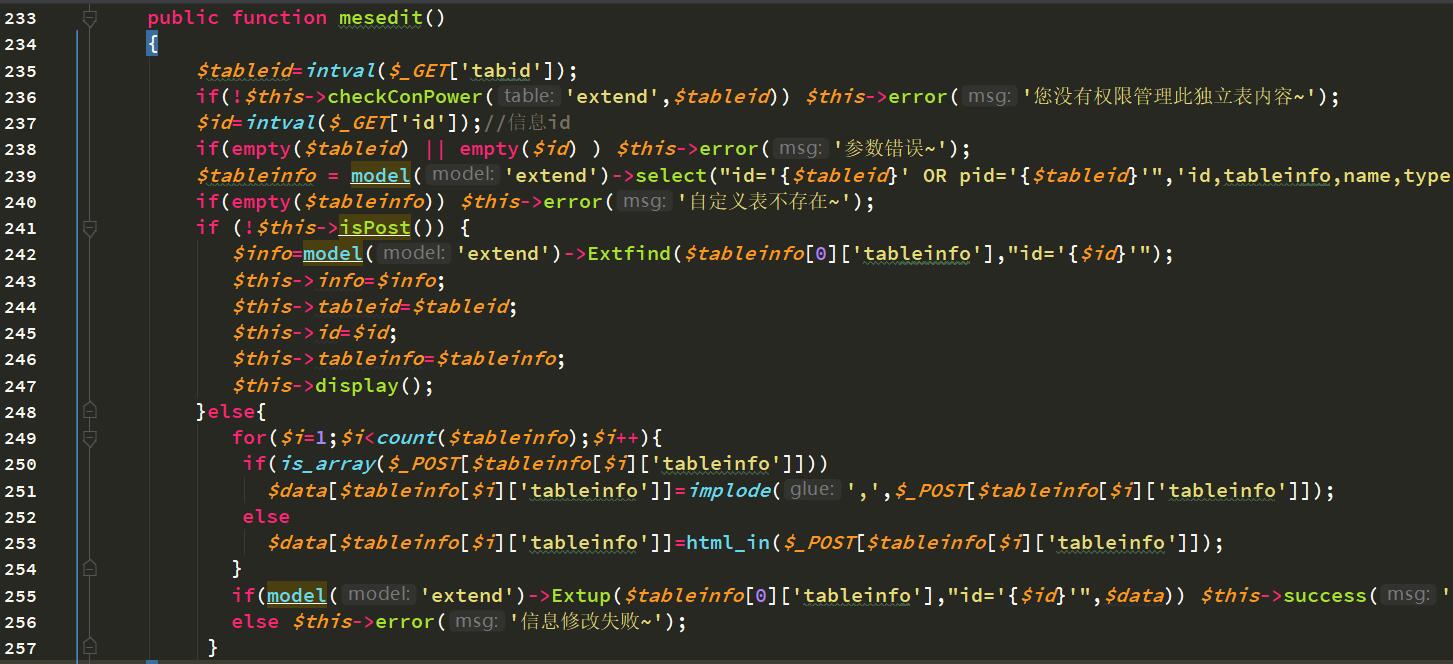 233 public function mesedit()
234 {
235 $tableid=intval($_GET['tabid']);
236 if(!$this->checkConPower( table: 'extend',$tableid)) $this->error( msg: '您没有权限管理此独立表内容~');
237 $id=intval($_GET['id']);//信息id
238 if(empty($tableid) || empty($id) ) $this->error( msg: '参数错误~');
239 $tableinfo = model( model: 'extend')->select("id='{$tableid}' OR pid='{$tableid}'",'id,tableinfo,name,type
240 if(empty($tableinfo)) $this->error( msg: '自定义表不存在~');
241 if (!$this->isPost()) {
242 $info=model( model: 'extend')->Extfind($tableinfo[0]['tableinfo'],"id='{$id}'");
243 $this->info=$info;
244 $this->tableid=$tableid;
245 $this->id=$id;
246 $this->tableinfo=$tableinfo;
247 $this->display();
248 }else{
249 for($i=1;$i<count($tableinfo);$i++){
250 if(is_array($_POST[$tableinfo[$i]['tableinfo']]))
251 $data[$tableinfo[$i]['tableinfo']]=implode( glue: ',',$_POST[$tableinfo[$i]['tableinfo']]);
252 else
253 $data[$tableinfo[$i]['tableinfo']]=html_in($_POST[$tableinfo[$i]['tableinfo']]);
254 }
255 if(model( model: 'extend')->Extup($tableinfo[0]['tableinfo'],"id='{$id}'",$data)) $this->success( msg: '
256 else $this->error( msg: '信息修改失败~');
257 }